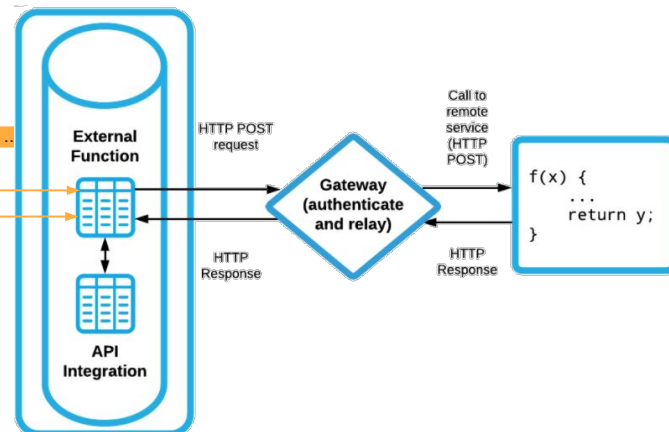 ...
External
Function
HTTP POST
request
Call to
remote
service
(HTTP
POST)
Gateway
(authenticate
and relay)
f(x) {
...
return y;
}
HTTP
Response
HTTP
Response
API
Integration